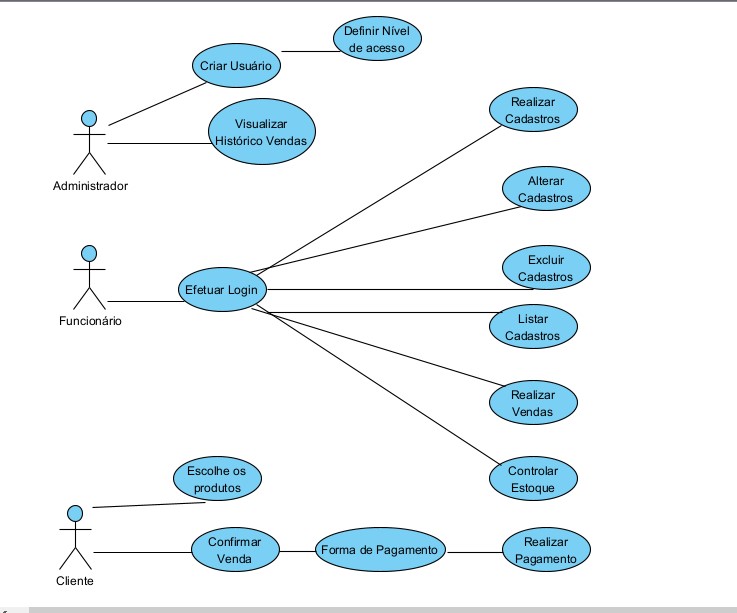 Definir Nível
de acesso
Criar Usuário
Visualizar
Histórico Vendas
Administrador
Realizar
Cadastros
Alterar
Cadastros
Funcionário
Efetuar Login
Excluir
Cadastros
Listar
Cadastros
Realizar
Vendas
Controlar
Estoque
Escolhe os
produtos
Cliente
Confirmar
Venda
Forma de Pagamento
Realizar
Pagamento